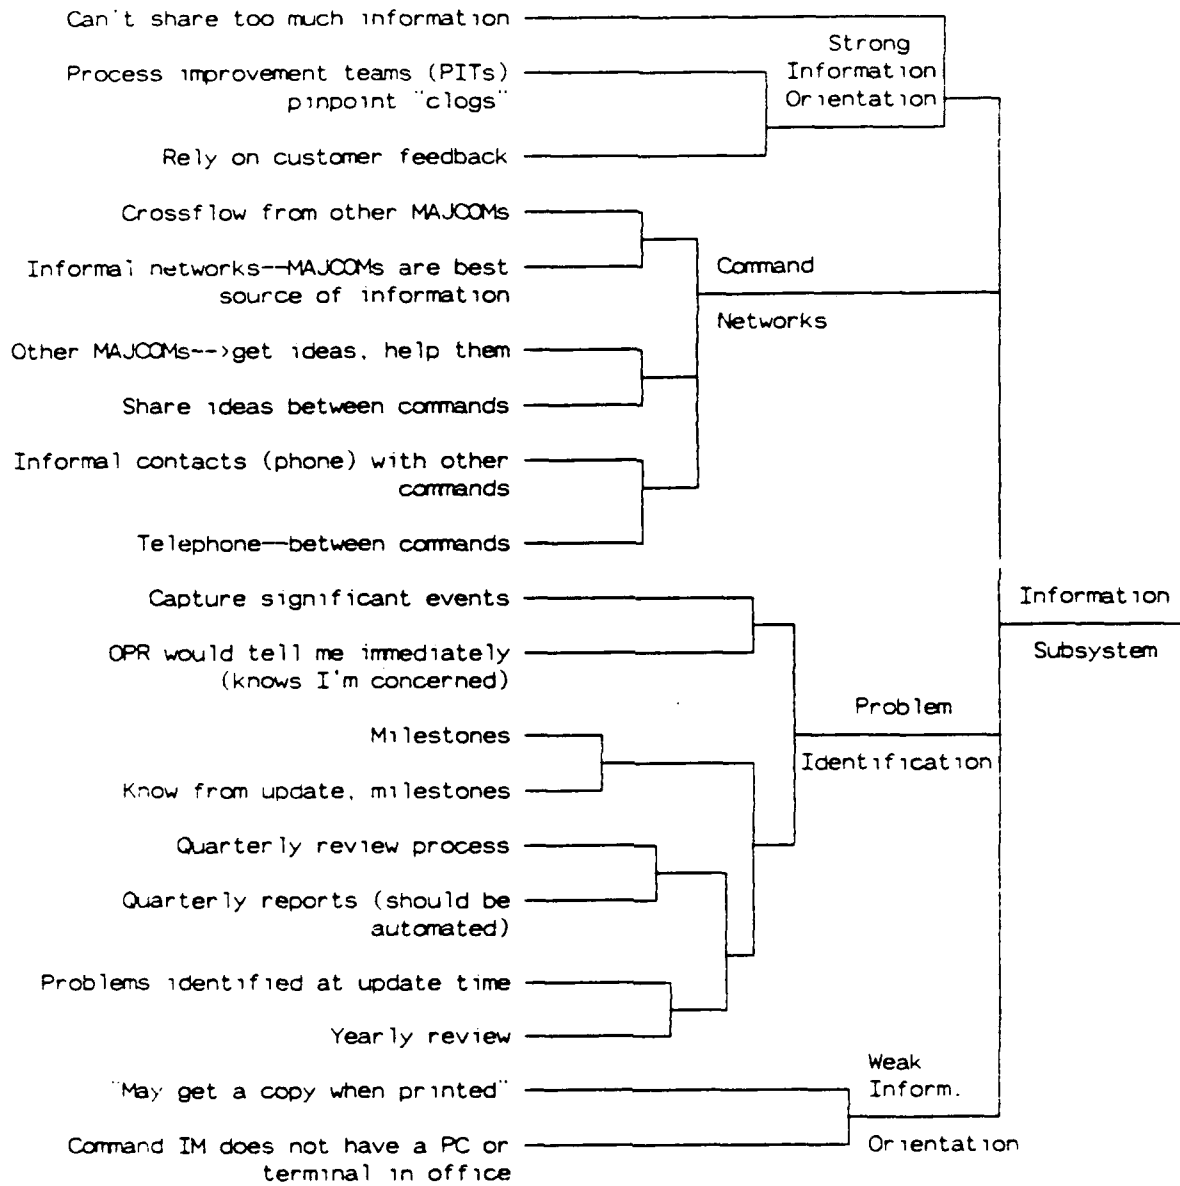 Can't share too much information
Strong
Information
Orientation
Process improvement teams (PITs)
pinpoint "clogs"
Rely on customer feedback
Crossflow from other MAJCOMs
Informal networks--MAJCOMs are best
source of information
Command
Networks
Other MAJCOMs-->get ideas, help them
Share ideas between commands
Informal contacts (phone) with other
commands
Telephone--between commands
Capture significant events
Information
Subsystem
OPR would tell me immediately
(knows I'm concerned)
Problem
Identification
Milestones
Know from update, milestones
Quarterly review process
Quarterly reports (should be
automated)
Problems identified at update time
Yearly review
Weak
Inform.
Orientation
"May get a copy when printed"
Command IM does not have a PC or
terminal in office